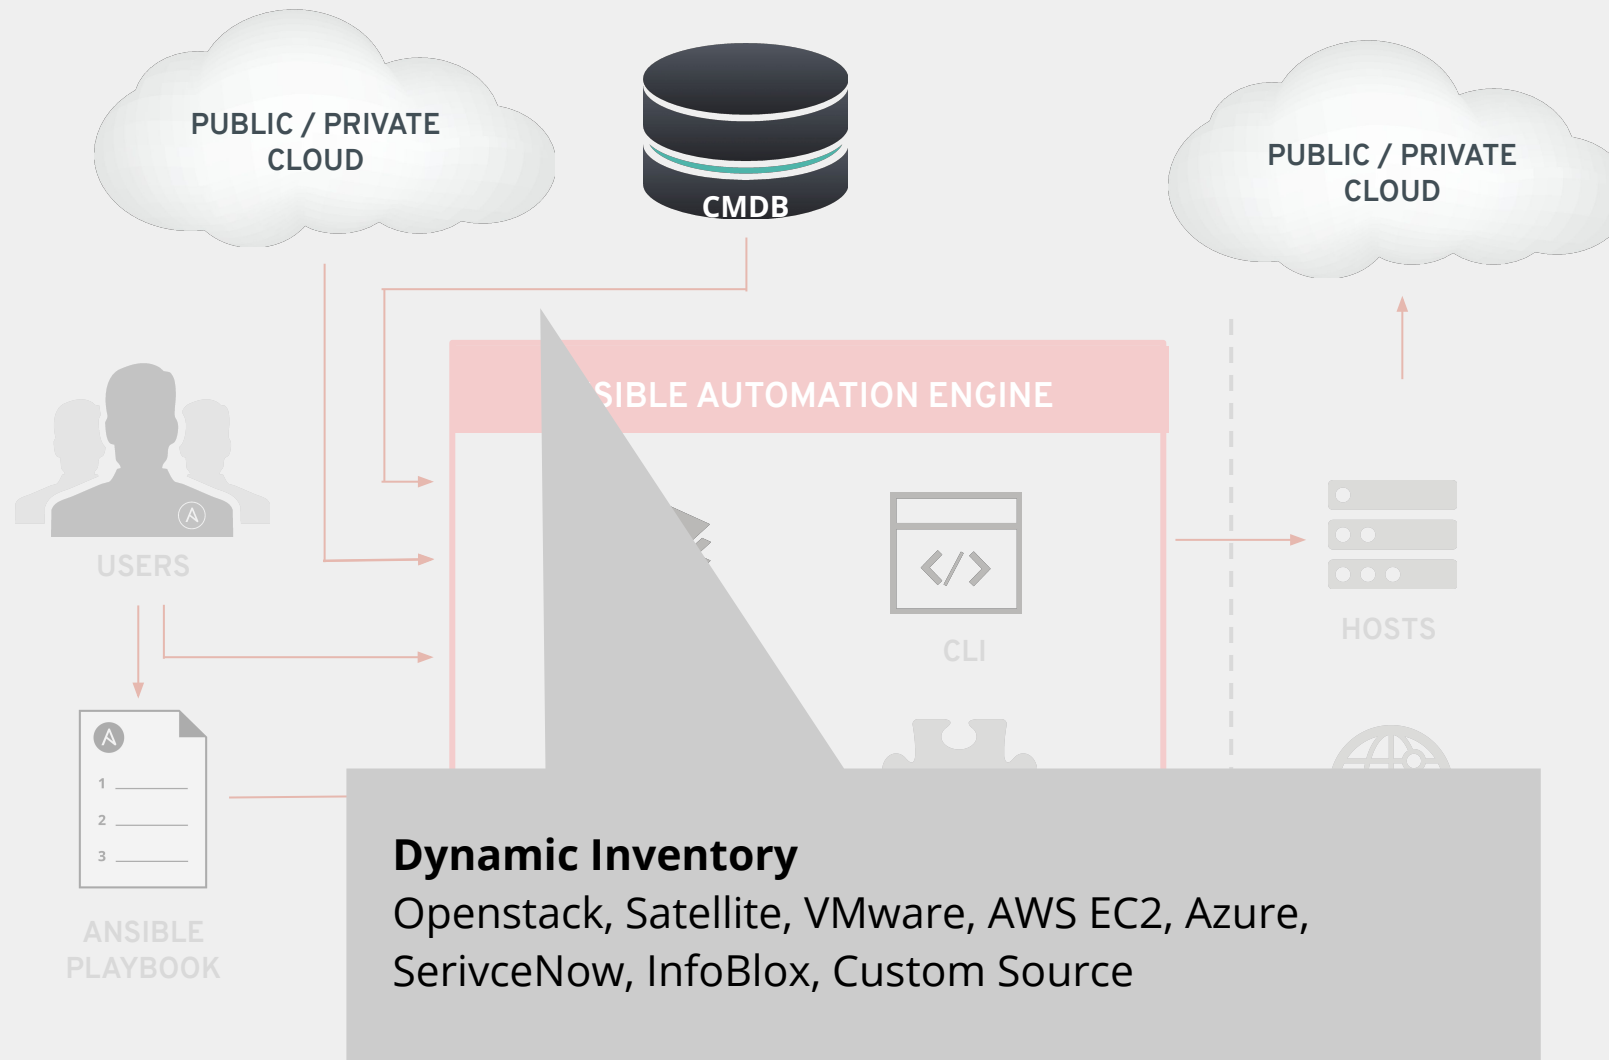 PUBLIC / PRIVATE
CLOUD
CMDB
PUBLIC / PRIVATE
CLOUD
SIBLE AUTOMATION ENGINE
USERS
CLI
HOSTS
1
2
3
ANSIBLE
PLAYBOOK
Dynamic Inventory
Openstack, Satellite, VMware, AWS EC2, Azure,
SerivceNow, InfoBlox, Custom Source